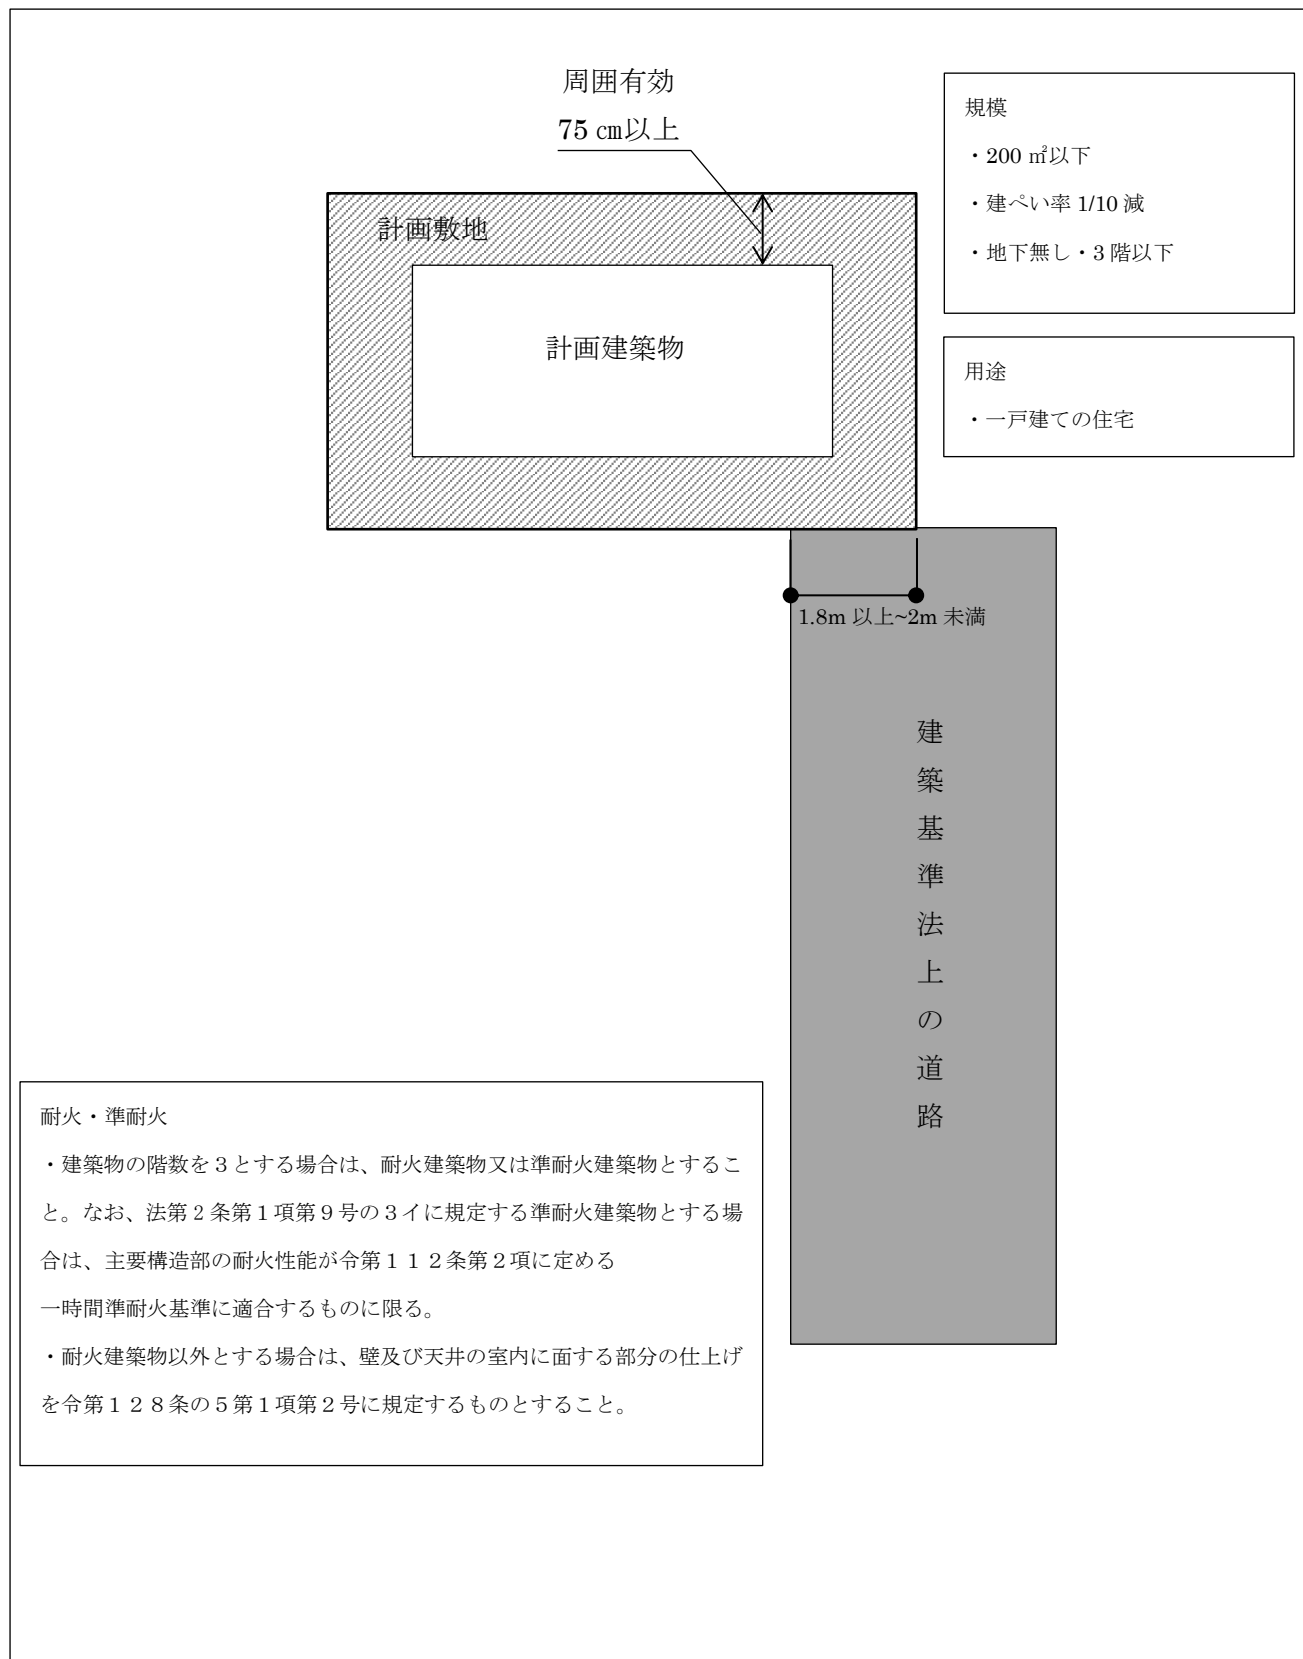 周囲有効
75 ㎝以上
計画敷地
計画建築物
規模
・200 ㎡以下
・建ぺい率 1/10 減
・地下無し・3 階以下
用途
・一戸建ての住宅
1.8m 以上~2m 未満
建築基準法上の道路
耐火・準耐火
・建築物の階数を３とする場合は、耐火建築物又は準耐火建築物とするこ
と。なお、法第 2 条第１項第９号の３イに規定する準耐火建築物とする場
合は、主要構造部の耐火性能が令第１１２条第２項に定める
一時間準耐火基準に適合するものに限る。
・耐火建築物以外とする場合は、壁及び天井の室内に面する部分の仕上げ
を令第１２８条の５第１項第２号に規定するものとすること。